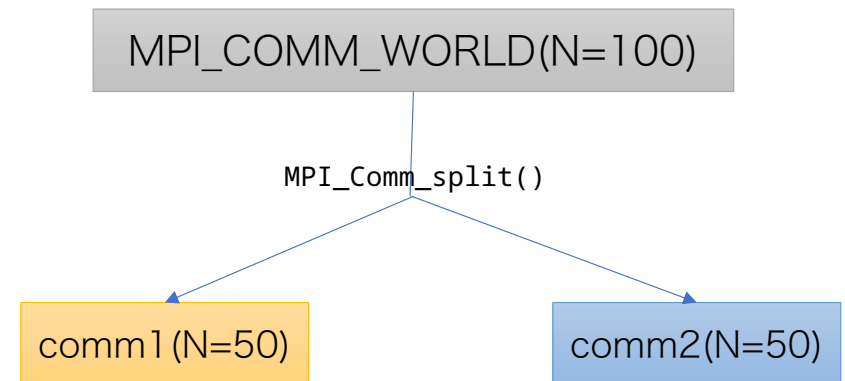 MPI_COMM_WORLD(N=100)
MPI_Comm_split()
comm1(N=50)
comm2(N=50)